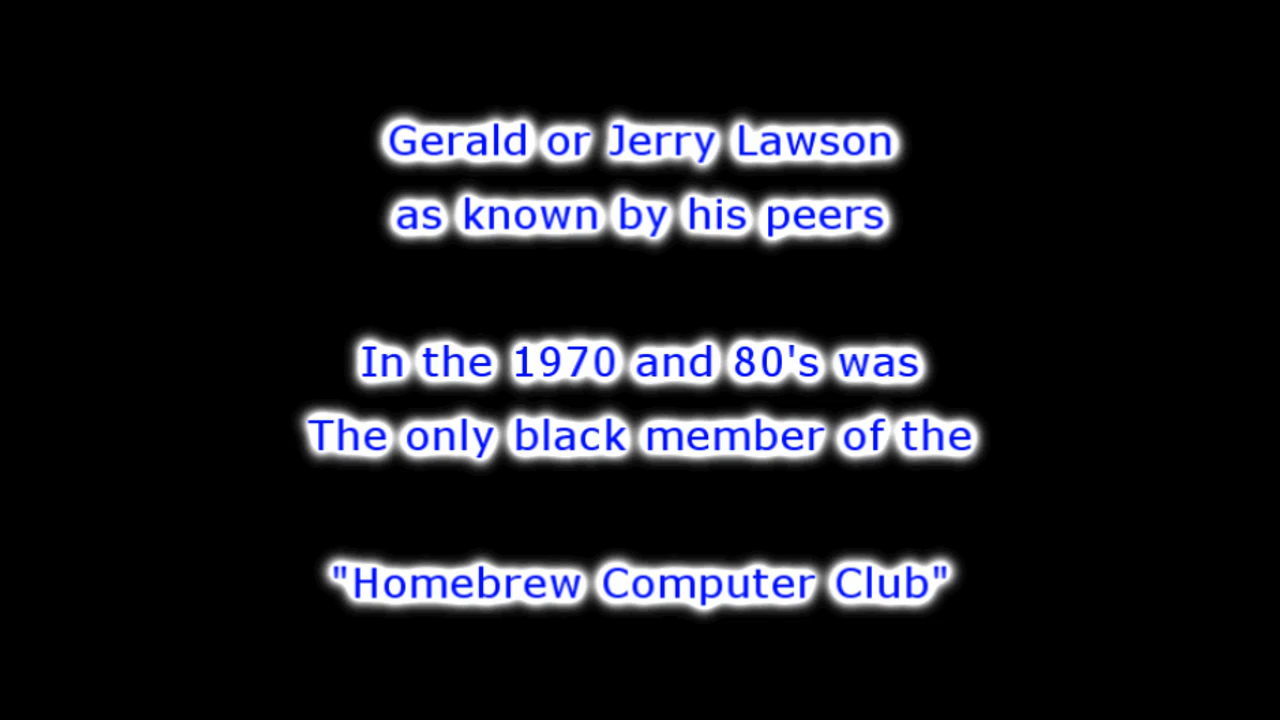 Gerald or Jerry Lawson
as known by his peers
In the 1970 and 80's was
The only black member of the
"Homebrew Computer Club"